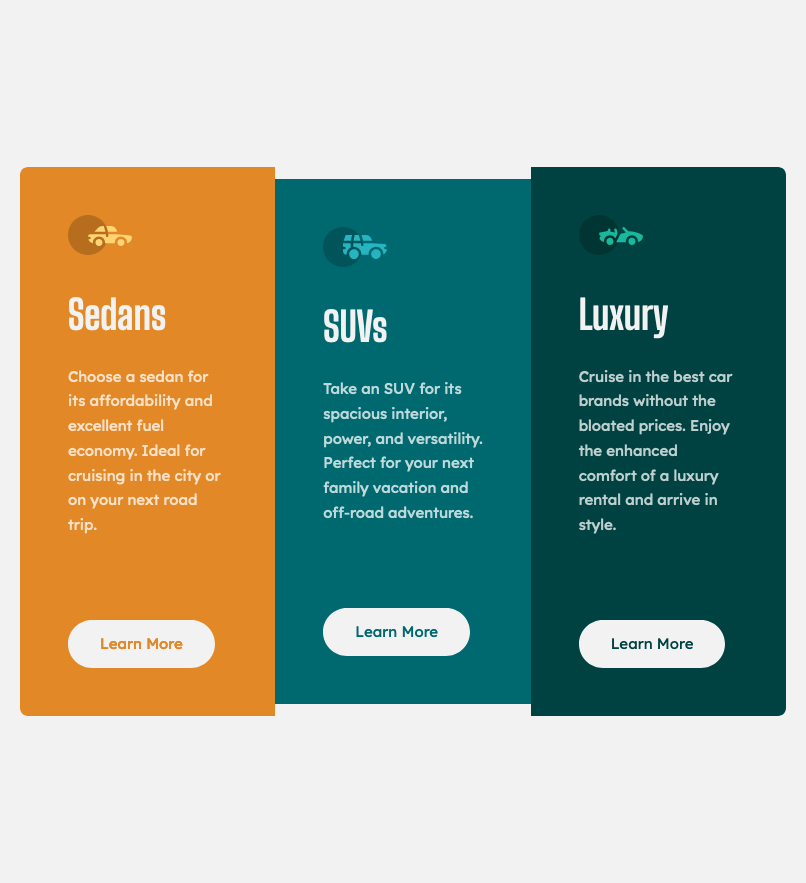 Sedans
Choose a sedan for
its affordability and
excellent fuel
economy. Ideal for
cruising in the city or
on your next road
trip.
Learn More
SUVs
Take an SUV for its
spacious interior,
power, and versatility.
Perfect for your next
family vacation and
off-road adventures.
Learn More
Luxury
Cruise in the best car
brands without the
bloated prices. Enjoy
the enhanced
comfort of a luxury
rental and arrive in
style.
Learn More